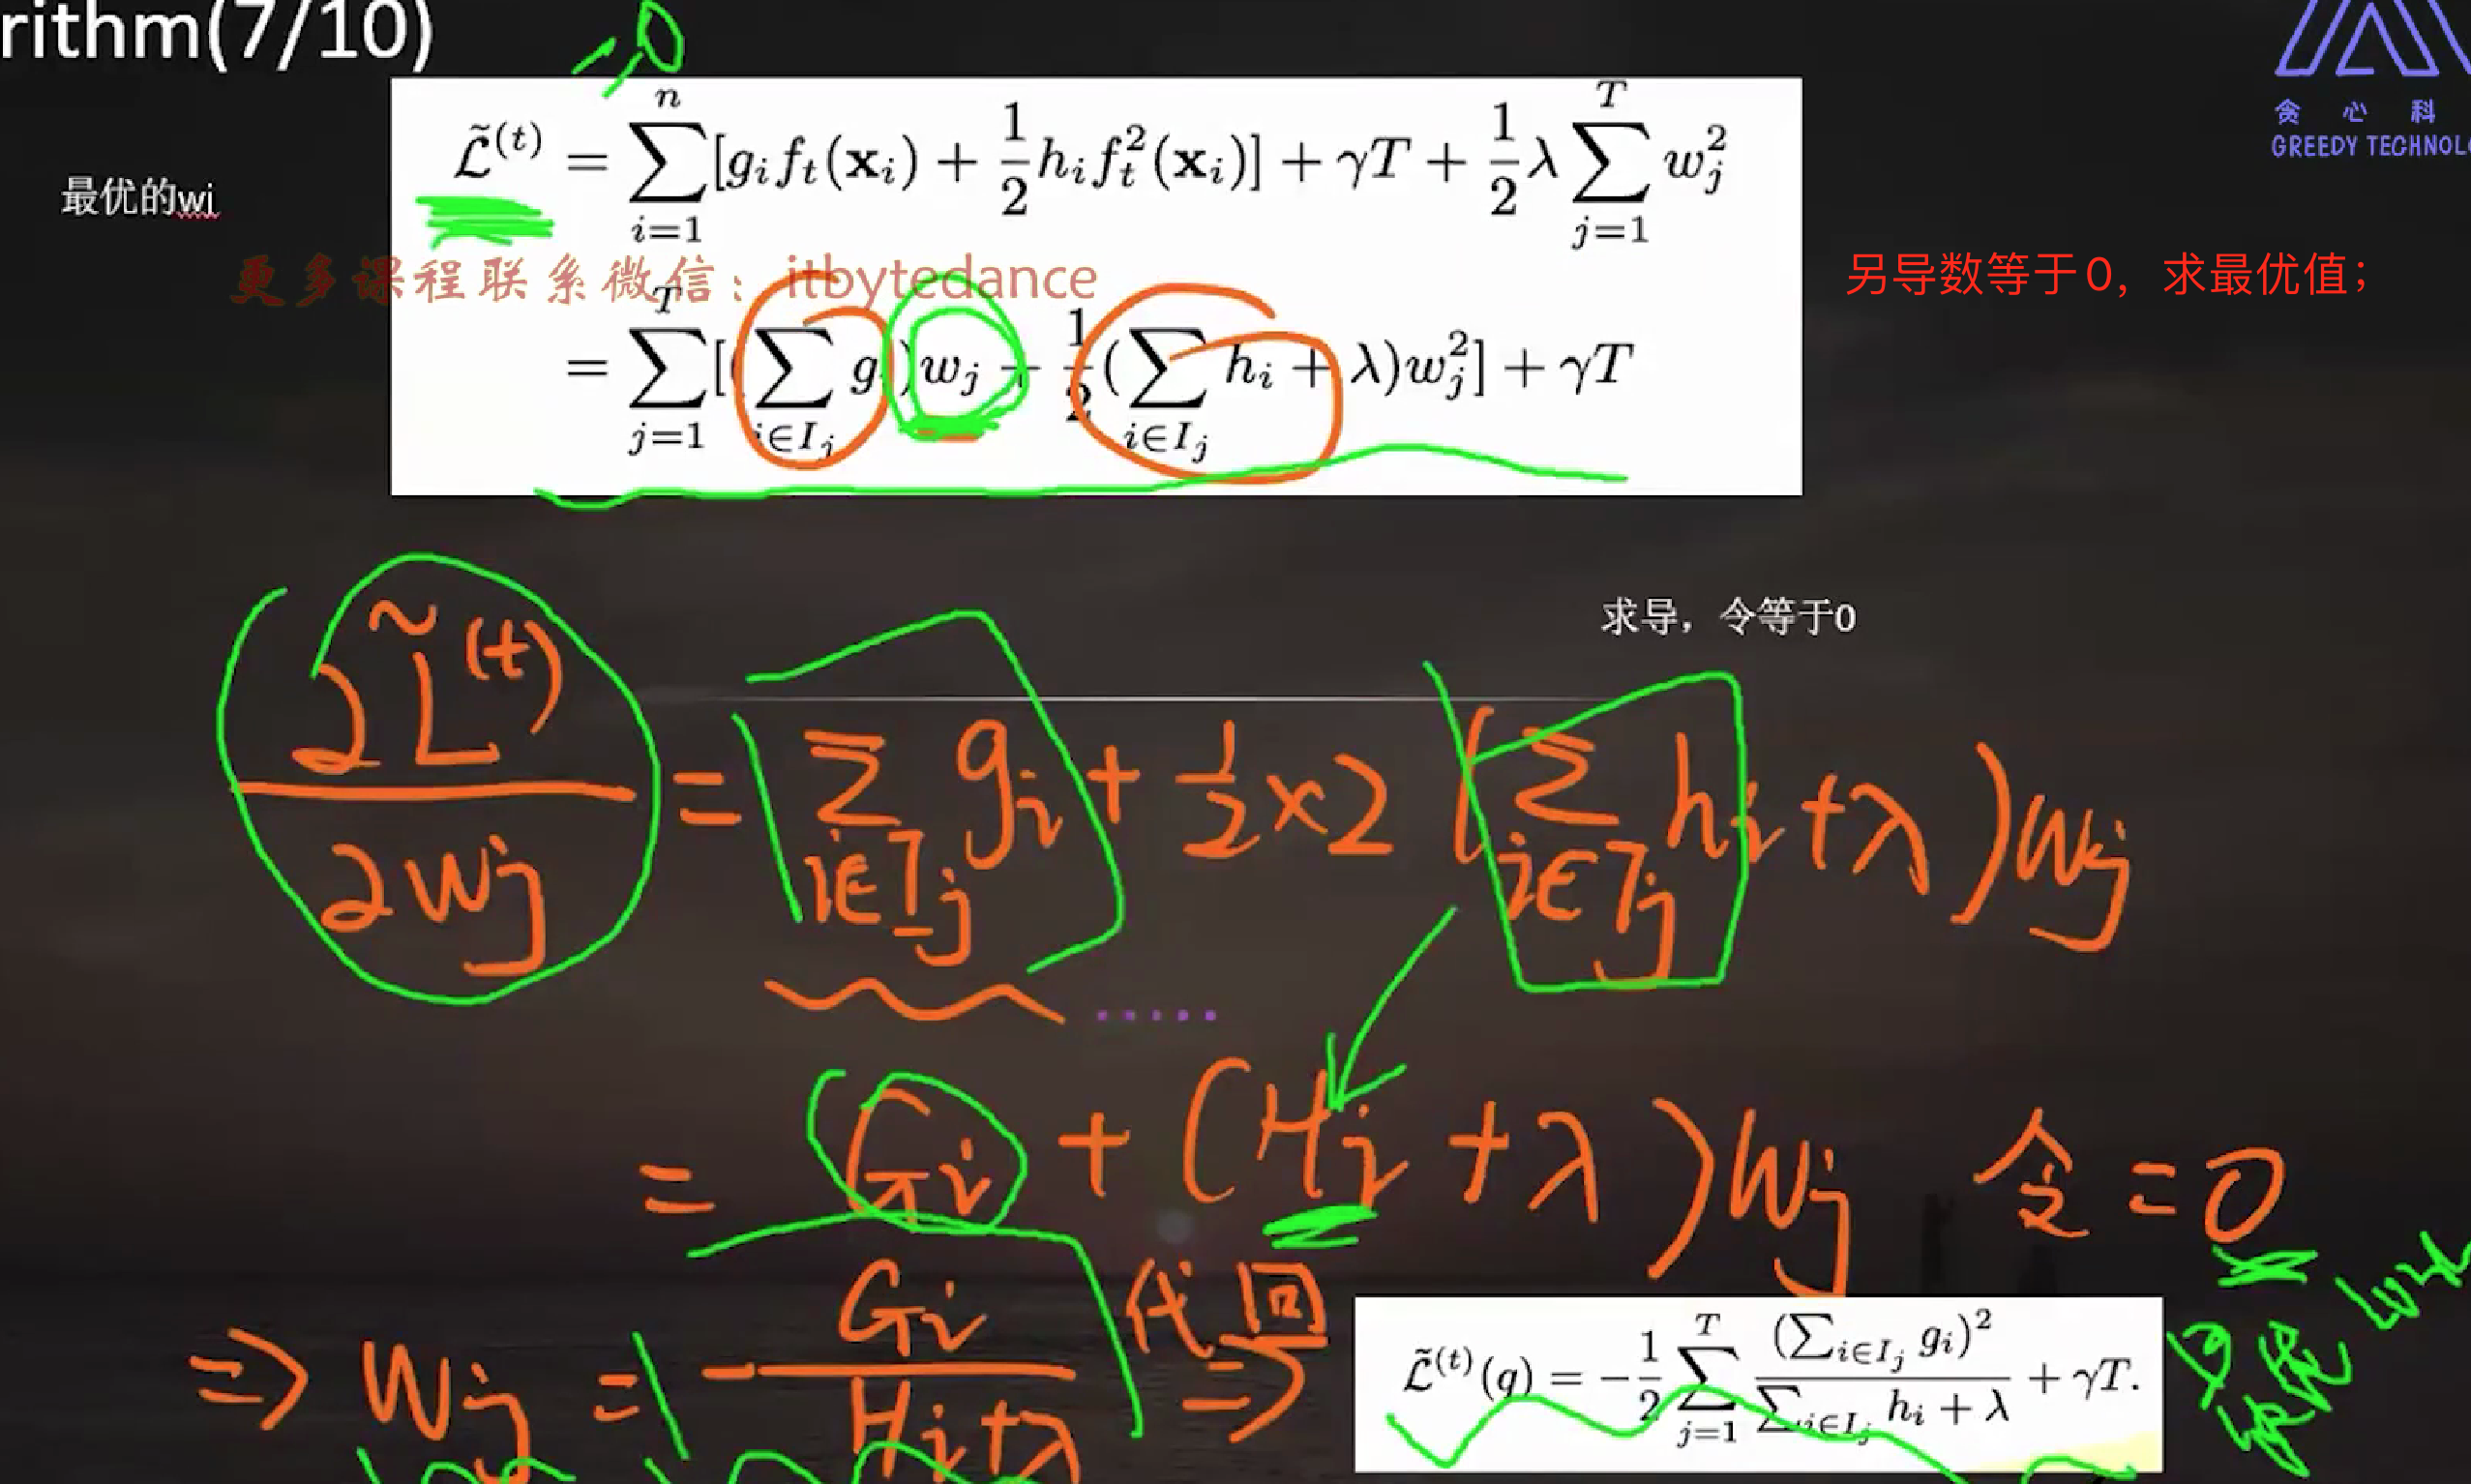 rithm(7/10)
=0
贪 心 科
GREEDY TECHNOL
最优的wj
$\tilde{\mathcal{L}}^{(t)} = \sum_{i=1}^{n} [g_i f_t(\mathbf{x}_i) + \frac{1}{2} h_i f_t^2(\mathbf{x}_i)] + \gamma T + \frac{1}{2} \lambda \sum_{j=1}^{T} w_j^2$
更多课程联系微信：itbytedance
另导数等于0，求最优值；
$= \sum_{j=1}^{T} [(\sum_{i \in I_j} g_i) w_j + \frac{1}{2} (\sum_{i \in I_j} h_i + \lambda) w_j^2] + \gamma T$
求导，令等于0
$\frac{\partial \tilde{L}^{(t)}}{\partial w_j} = \sum_{i \in I_j} g_i + \frac{1}{2} \times 2 (\sum_{i \in I_j} h_i + \lambda) w_j$
$= G_i + (H_i + \lambda) w_j$ 令 = 0
$\Rightarrow w_j = -\frac{G_i}{H_i + \lambda}$ 代回 ⇒
$\tilde{\mathcal{L}}^{(t)}(g) = -\frac{1}{2} \sum_{j=1}^{T} \frac{(\sum_{i \in I_j} g_i)^2}{\sum_{i \in I_j} h_i + \lambda} + \gamma T.$